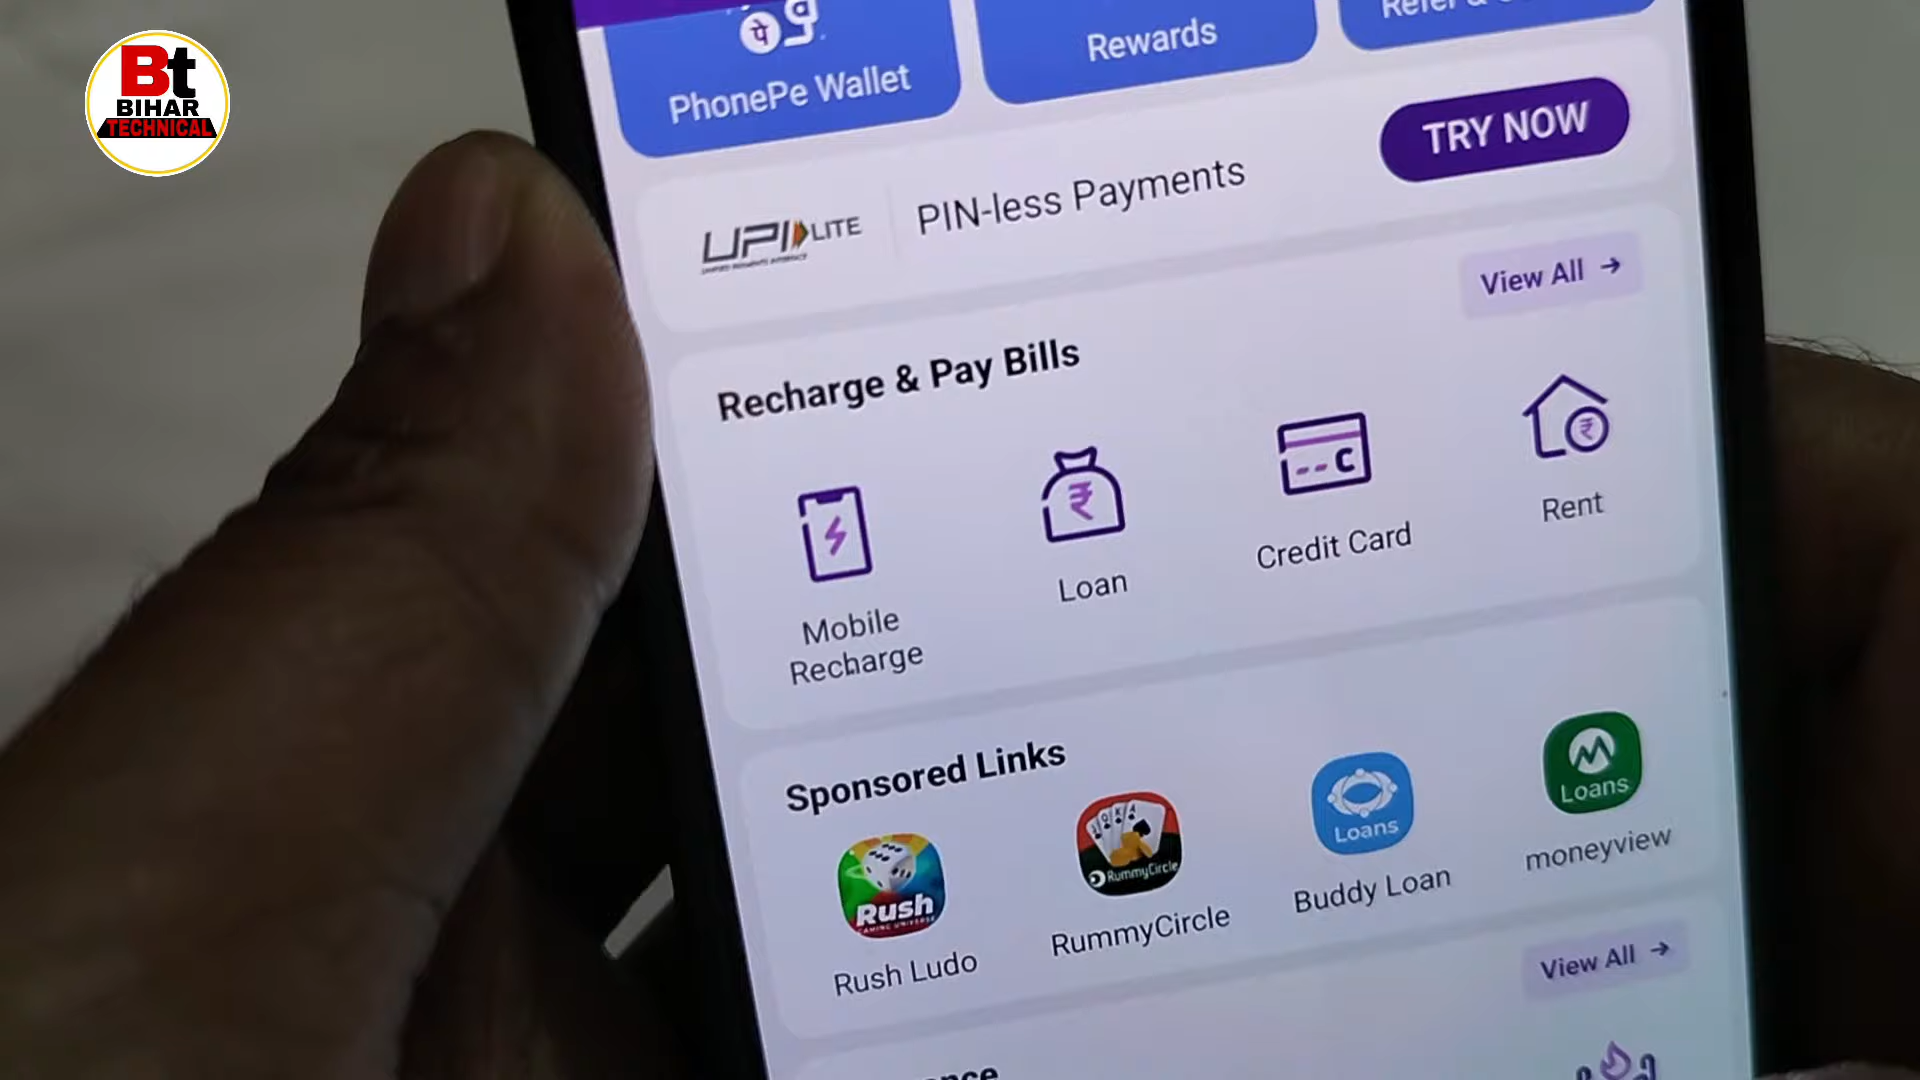 Bt
BIHAR
TECHNICAL
पे
PhonePe Wallet
Rewards
UPI LITE
PIN-less Payments
TRY NOW
Recharge & Pay Bills
View All
Mobile
Recharge
Loan
Credit Card
Rent
Sponsored Links
Rush
GAMING UNIVERSE
Rush Ludo
RummyCircle
RummyCircle
Loans
Buddy Loan
Loans
moneyview
View All